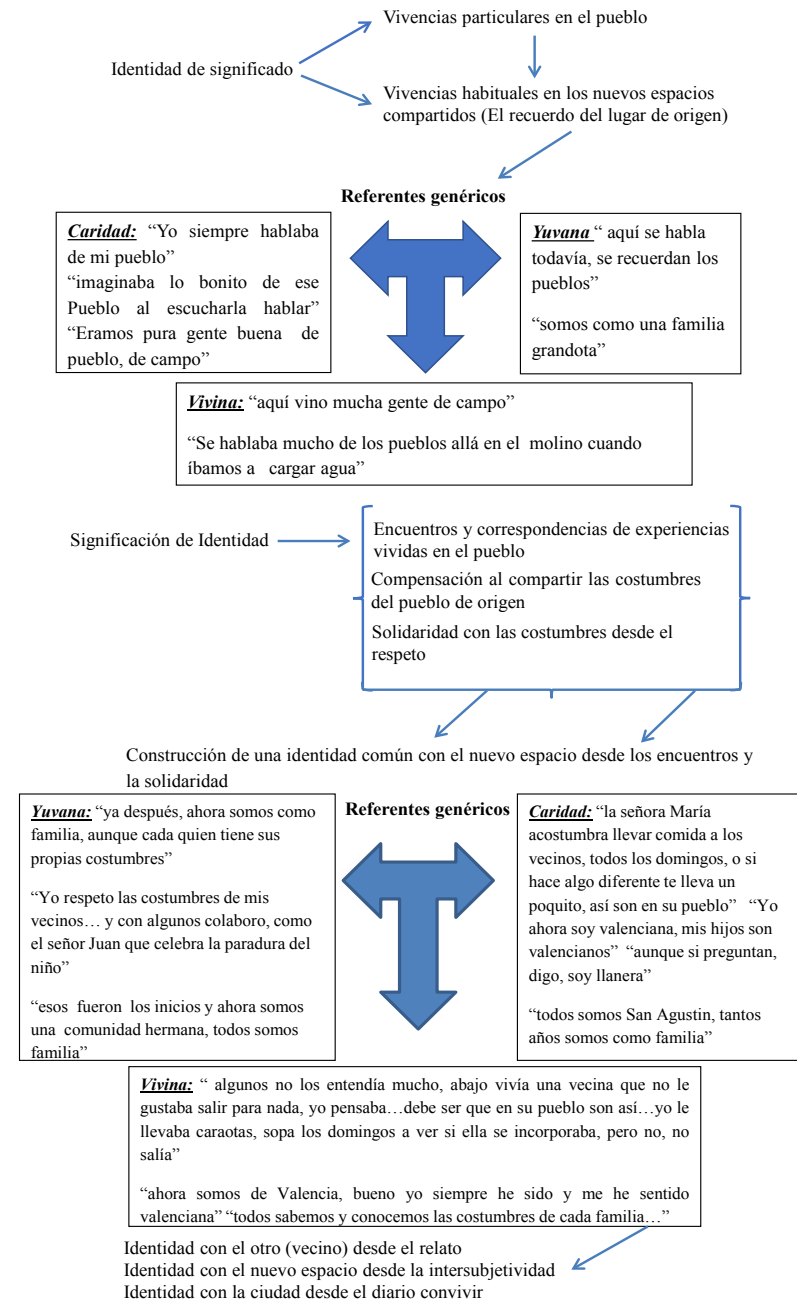 Vivencias particulares en el pueblo
Identidad de significado
Vivencias habituales en los nuevos espacios
compartidos (El recuerdo del lugar de origen)
Referentes genéricos
Caridad: “Yo siempre hablaba
de mi pueblo”
“imaginaba lo bonito de ese
Pueblo al escucharla hablar”
“Eramos pura gente buena de
pueblo, de campo”
Yuvana “ aquí se habla
todavía, se recuerdan los
pueblos”
“somos como una familia
grandota”
Vivina: “aquí vino mucha gente de campo”
“Se hablaba mucho de los pueblos allá en el molino cuando
íbamos a cargar agua”
Significación de Identidad
Encuentros y correspondencias de experiencias
vividas en el pueblo
Compensación al compartir las costumbres
del pueblo de origen
Solidaridad con las costumbres desde el
respeto
Construcción de una identidad común con el nuevo espacio desde los encuentros y
la solidaridad
Yuvana: “ya después, ahora somos como
familia, aunque cada quien tiene sus
propias costumbres”
“Yo respeto las costumbres de mis
vecinos… y con algunos colaboro, como
el señor Juan que celebra la paradura del
niño”
“esos fueron los inicios y ahora somos
una comunidad hermana, todos somos
familia”
Referentes genéricos
Caridad: “la señora María
acostumbra llevar comida a los
vecinos, todos los domingos, o si
hace algo diferente te lleva un
poquito, así son en su pueblo” “Yo
ahora soy valenciana, mis hijos son
valencianos” “aunque si preguntan,
digo, soy llanera”
“todos somos San Agustin, tantos
años somos como familia”
Vivina: “ algunos no los entendía mucho, abajo vivía una vecina que no le
gustaba salir para nada, yo pensaba…debe ser que en su pueblo son así…yo le
llevaba caraotas, sopa los domingos a ver si ella se incorporaba, pero no, no
salía”
“ahora somos de Valencia, bueno yo siempre he sido y me he sentido
valenciana” “todos sabemos y conocemos las costumbres de cada familia…”
Identidad con el otro (vecino) desde el relato
Identidad con el nuevo espacio desde la intersubjetividad
Identidad con la ciudad desde el diario convivir